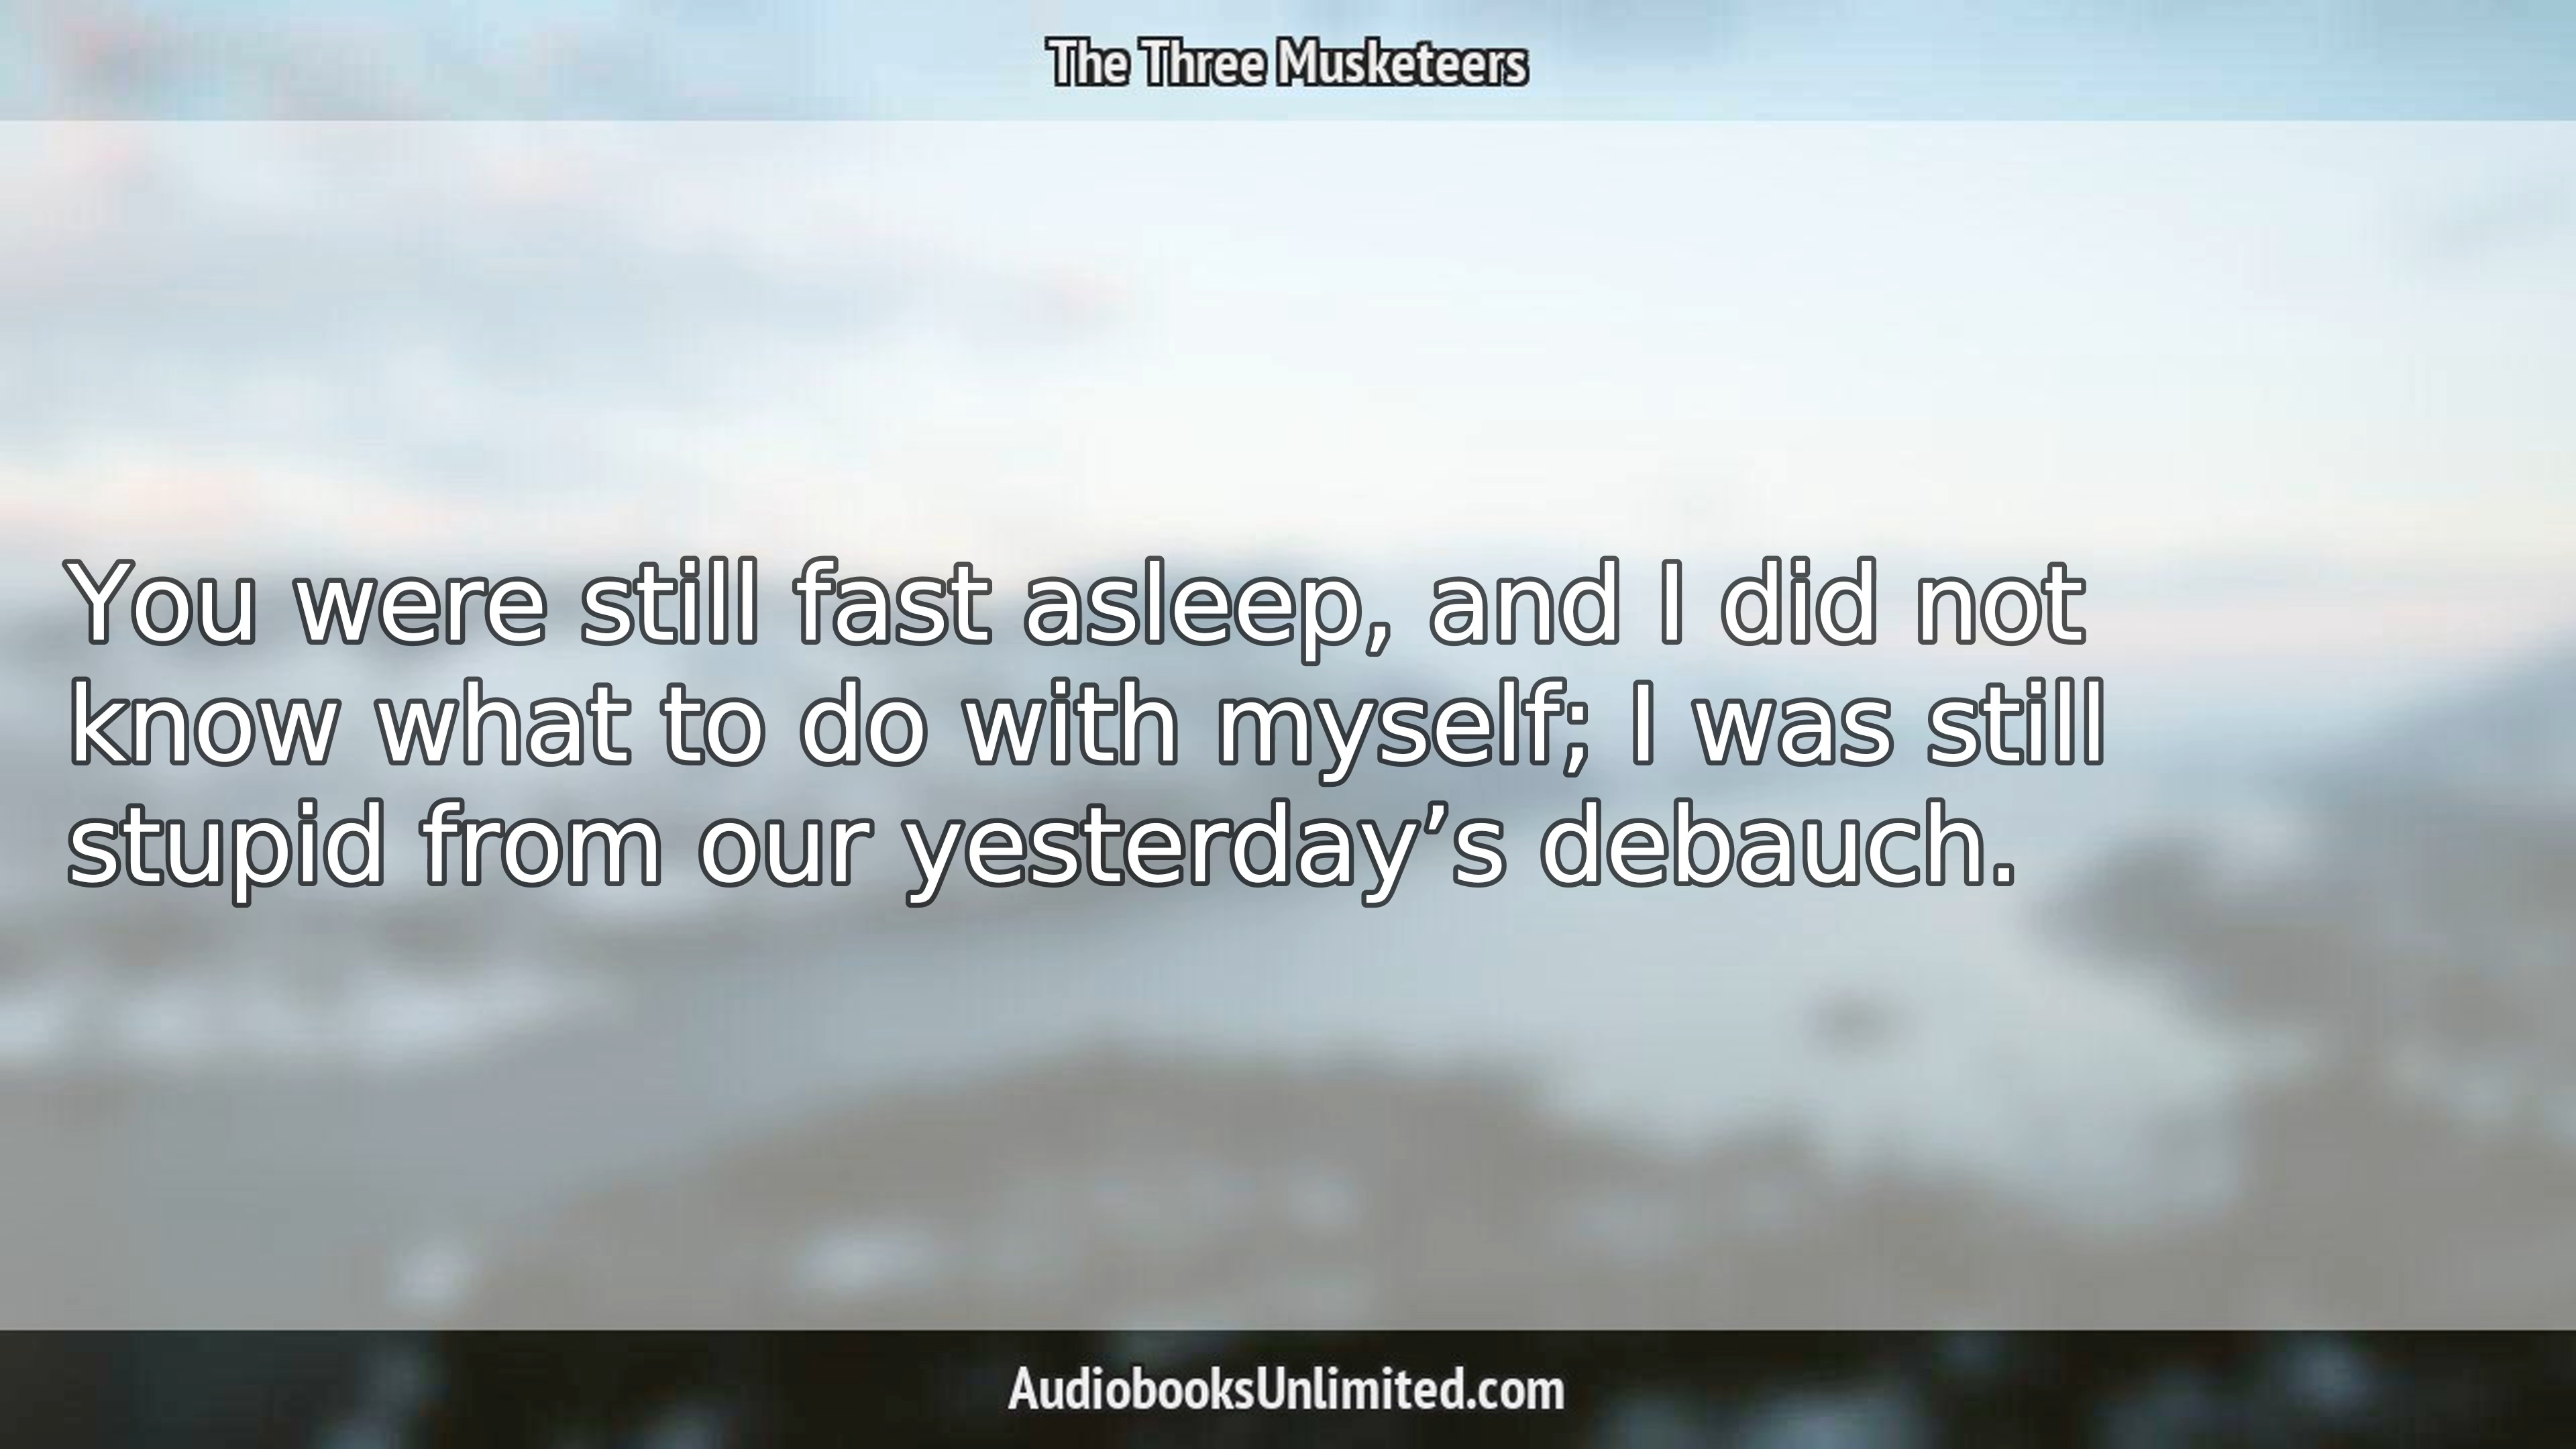 The Three Musketeers
You were still fast asleep, and I did not
know what to do with myself; I was still
stupid from our yesterday’s debauch.
AudiobooksUnlimited.com